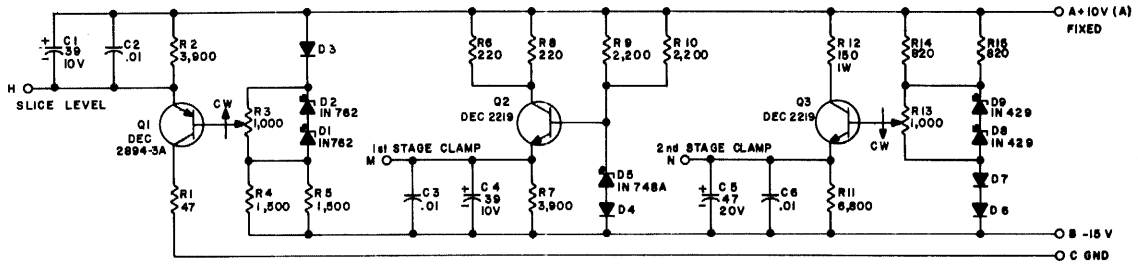 A +10V (A)
FIXED
C1
39
10V
C2
.01
R2
3,900
D3
R6
220
R8
220
R9
2,200
R10
2,200
R12
150
1W
R14
820
R15
820
H
SLICE LEVEL
Q1
DEC
2894-3A
CW
R3
1,000
D2
IN762
D1
IN762
Q2
DEC 2219
Q3
DEC 2219
R13
1,000
CW
D9
IN 429
D8
IN 429
1st STAGE CLAMP
M
2nd STAGE CLAMP
N
R1
47
R4
1,500
R5
1,500
C3
.01
C4
39
10V
R7
3,900
D5
IN 748A
D4
C5
47
20V
C6
.01
R11
6,800
D7
D6
B -15 V
C GND